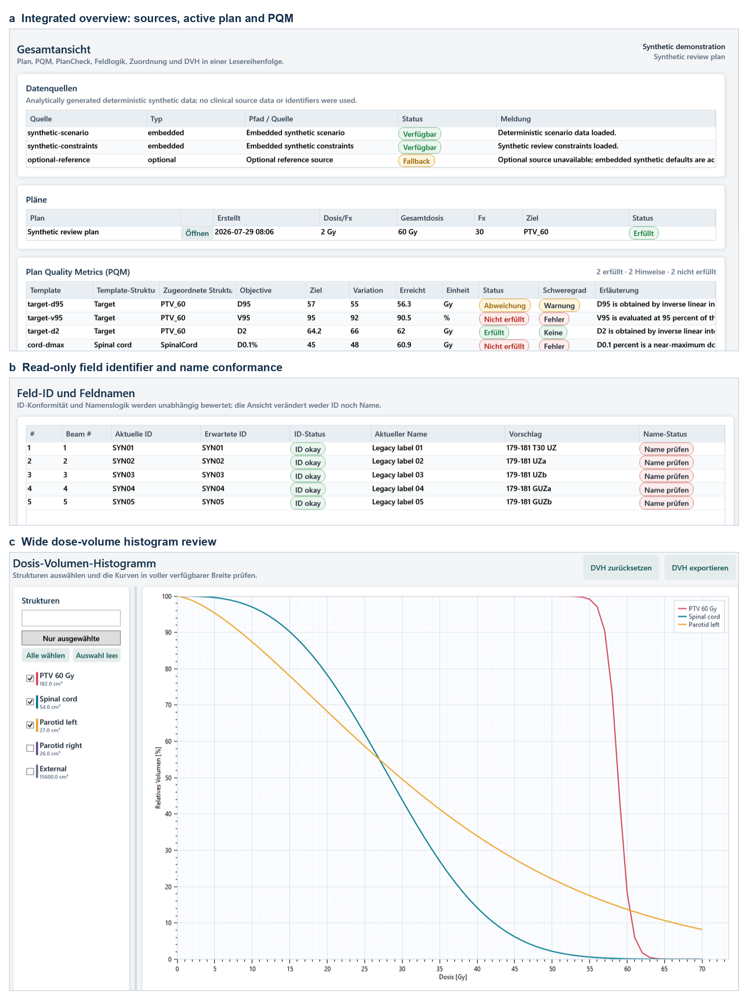 a Integrated overview: sources, active plan and PQM
Gesamtansicht
Plan, PQM, PlanCheck, Feldlogik, Zuordnung und DVH in einer Lesereihenfolge.
Synthetic demonstration
Synthetic review plan
Datenquellen
Analytically generated deterministic synthetic data; no clinical source data or identifiers were used.
Quelle Typ Pfad / Quelle Status Meldung
synthetic-scenario embedded Embedded synthetic scenario Verfügbar Deterministic scenario data loaded.
synthetic-constraints embedded Embedded synthetic constraints Verfügbar Synthetic review constraints loaded.
optional-reference optional Optional reference source Fallback Optional source unavailable; embedded synthetic defaults are ac
Pläne
Plan Erstellt Dosis/Fx Gesamtdosis Fx Ziel Status
Synthetic review plan Öffnen 2026-07-29 08:06 2 Gy 60 Gy 30 PTV_60 Erfüllt
Plan Quality Metrics (PQM) 2 erfüllt · 2 Hinweise · 2 nicht erfüllt
Template Template-Struktu Zugeordnete Struktu Objective Ziel Variation Erreicht Einheit Status Schweregrad Erläuterung
target-d95 Target PTV_60 D95 57 55 56.3 Gy Abweichung Warnung D95 is obtained by inverse linear in
target-v95 Target PTV_60 V95 95 92 90.5 % Nicht erfüllt Fehler V95 is evaluated at 95 percent of th
target-d2 Target PTV_60 D2 64.2 66 62 Gy Erfüllt Keine D2 is obtained by inverse linear int
cord-dmax Spinal cord SpinalCord D0.1% 45 48 60.9 Gy Nicht erfüllt Fehler D0.1 percent is a near-maximum dc
b Read-only field identifier and name conformance
Feld-ID und Feldnamen
ID-Konformität und Namenslogik werden unabhängig bewertet; die Ansicht verändert weder ID noch Name.
# Beam # Aktuelle ID Erwartete ID ID-Status Aktueller Name Vorschlag Name-Status
1 1 SYN01 SYN01 ID okay Legacy label 01 179-181 T30 UZ Name prüfen
2 2 SYN02 SYN02 ID okay Legacy label 02 179-181 UZa Name prüfen
3 3 SYN03 SYN03 ID okay Legacy label 03 179-181 UZb Name prüfen
4 4 SYN04 SYN04 ID okay Legacy label 04 179-181 GUZa Name prüfen
5 5 SYN05 SYN05 ID okay Legacy label 05 179-181 GUZb Name prüfen
c Wide dose-volume histogram review
Dosis-Volumen-Histogramm
Strukturen auswählen und die Kurven in voller verfügbarer Breite prüfen.
DVH zurücksetzen DVH exportieren
Strukturen
Nur ausgewählte
Alle wählen Auswahl leer
PTV 60 Gy
182.0 cm³
Spinal cord
54.0 cm³
Parotid left
27.0 cm³
Parotid right
26.0 cm³
External
15600.0 cm³
PTV 60 Gy
Spinal cord
Parotid left
Relatives Volumen [%]
100
90
80
70
60
50
40
30
20
10
0
0 5 10 15 20 25 30 35 40 45 50 55 60 65 70
Dosis [Gy]